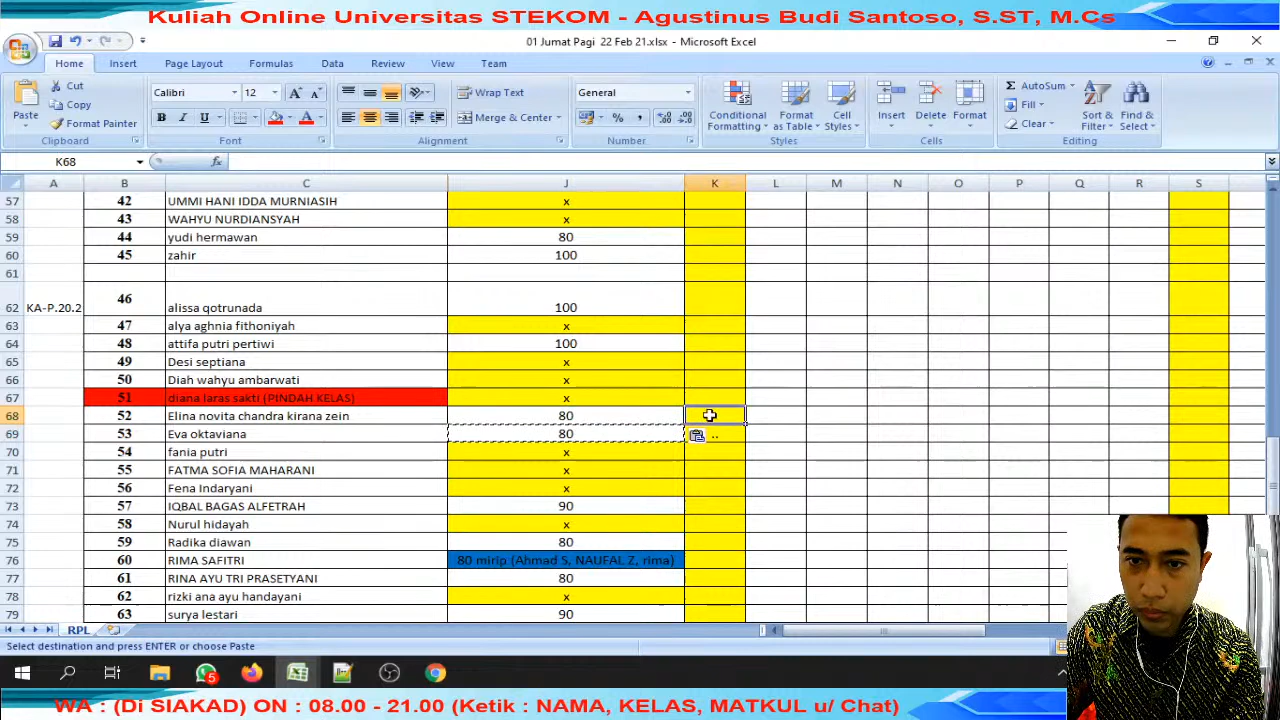 Kuliah Online Universitas STEKOM - Agustinus Budi Santoso, S.ST, M.Cs
01 Jumat Pagi 22 Feb 21.xlsx - Microsoft Excel
Home Insert Page Layout Formulas Data Review View Team
Cut
Copy
Format Painter
Paste
Clipboard
Calibri 12
B I U
Font
Wrap Text
Merge & Center
Alignment
General
Number
Conditional Formatting
Format as Table
Cell Styles
Styles
Insert Delete Format
Cells
AutoSum
Fill
Clear
Sort & Filter
Find & Select
Editing
K68 fx
A B C J K L M N O P Q R S
57 42 UMMI HANI IDDA MURNIASIH x
58 43 WAHYU NURDIANSYAH x
59 44 yudi hermawan 80
60 45 zahir 100
61
62 KA-P.20.2 46 alissa qotrunada 100
63 47 alya aghnia fithoniyah x
64 48 attifa putri pertiwi 100
65 49 Desi septiana x
66 50 Diah wahyu ambarwati x
67 51 diana laras sakti (PINDAH KELAS) x
68 52 Elina novita chandra kirana zein 80
69 53 Eva oktaviana 80 ..
70 54 fania putri x
71 55 FATMA SOFIA MAHARANI x
72 56 Fena Indaryani x
73 57 IQBAL BAGAS ALFETRAH 90
74 58 Nurul hidayah x
75 59 Radika diawan 80
76 60 RIMA SAFITRI 80 mirip (Ahmad S, NAUFAL Z, rima)
77 61 RINA AYU TRI PRASETYANI 80
78 62 rizki ana ayu handayani x
79 63 surya lestari 90
RPL
Select destination and press ENTER or choose Paste
5
WA : (Di SIAKAD) ON : 08.00 - 21.00 (Ketik : NAMA, KELAS, MATKUL u/ Chat)